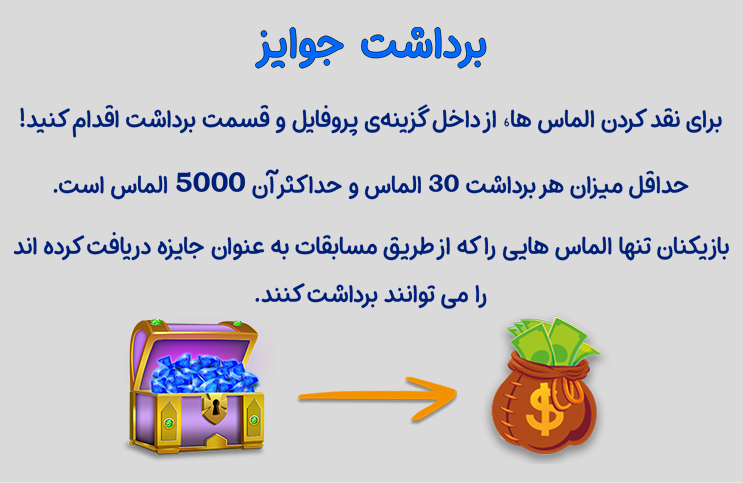 برداشت جوایز
برای نقد کردن الماس ها، از داخل گزینه‌ی پروفایل و قسمت برداشت اقدام کنید!
حداقل میزان هر برداشت 30 الماس و حداکثر آن 5000 الماس است.
بازیکنان تنها الماس هایی را که از طریق مسابقات به عنوان جایزه دریافت کرده اند
را می توانند برداشت کنند.
$